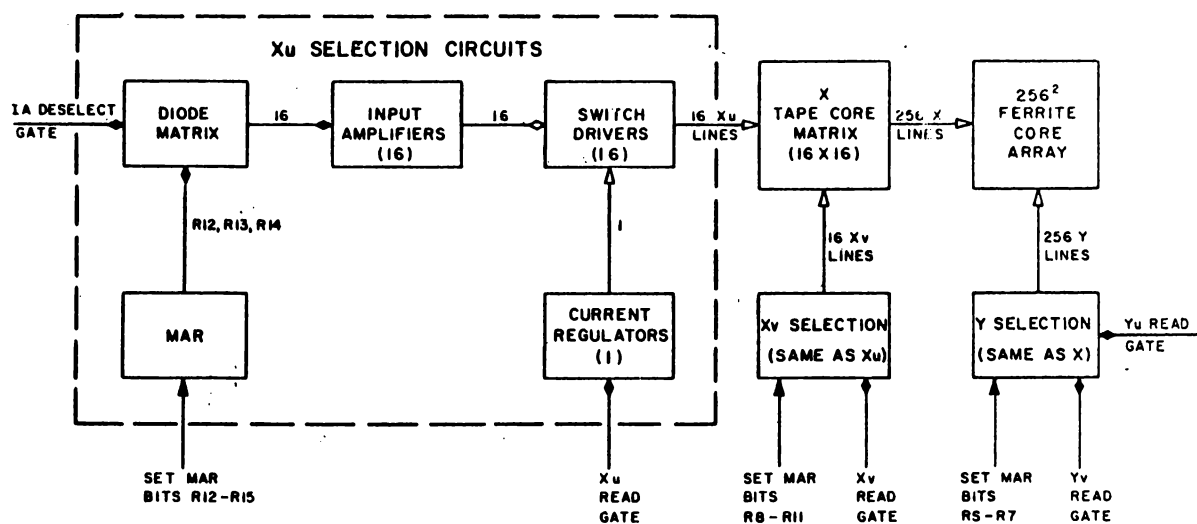 Xu SELECTION CIRCUITS
IA DESELECT
GATE
DIODE
MATRIX
16
INPUT
AMPLIFIERS
(16)
16
SWITCH
DRIVERS
(16)
16 Xu
LINES
X
TAPE CORE
MATRIX
(16 X 16)
256 X
LINES
256²
FERRITE
CORE
ARRAY
R12, R13, R14
1
16 Xv
LINES
256 Y
LINES
MAR
CURRENT
REGULATORS
(1)
Xv SELECTION
(SAME AS Xu)
Y SELECTION
(SAME AS X)
Yu READ
GATE
SET MAR
BITS R12-R15
Xu
READ
GATE
SET MAR
BITS
R8-R11
Xv
READ
GATE
SET MAR
BITS
RS-R7
Yv
READ
GATE